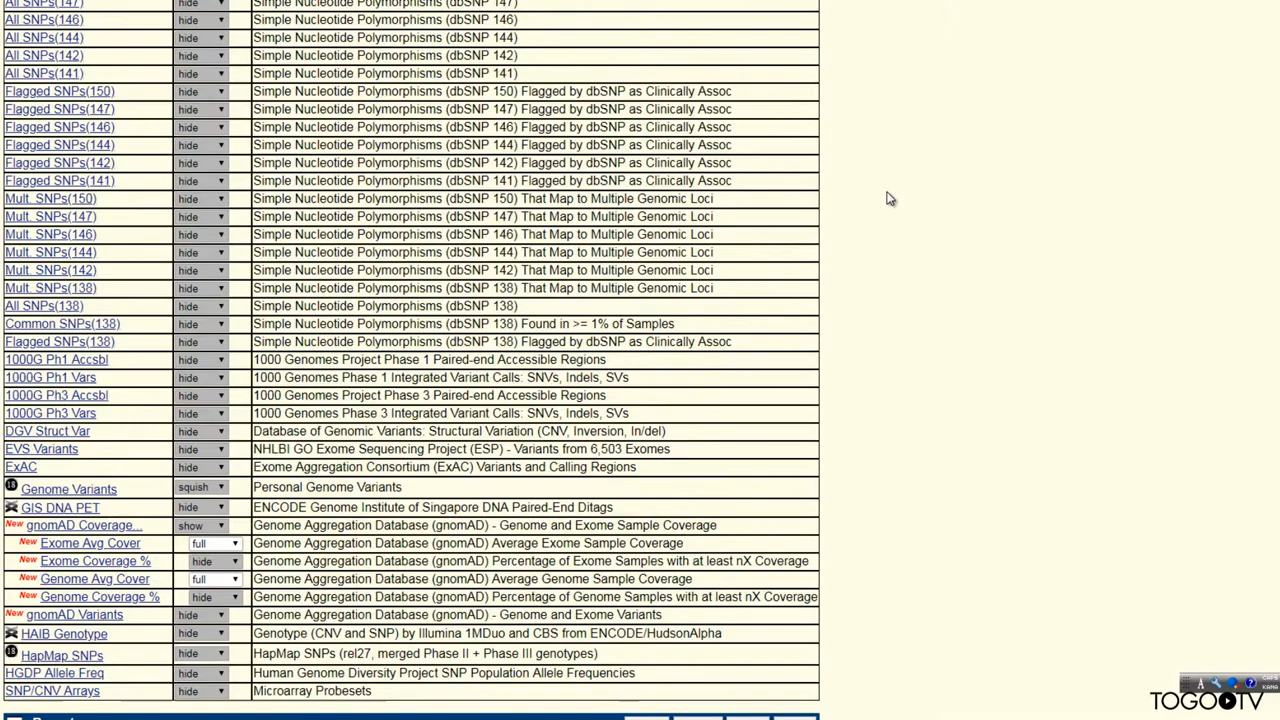 All SNPs(147) hide Simple Nucleotide Polymorphisms (dbSNP 147)
All SNPs(146) hide Simple Nucleotide Polymorphisms (dbSNP 146)
All SNPs(144) hide Simple Nucleotide Polymorphisms (dbSNP 144)
All SNPs(142) hide Simple Nucleotide Polymorphisms (dbSNP 142)
All SNPs(141) hide Simple Nucleotide Polymorphisms (dbSNP 141)
Flagged SNPs(150) hide Simple Nucleotide Polymorphisms (dbSNP 150) Flagged by dbSNP as Clinically Assoc
Flagged SNPs(147) hide Simple Nucleotide Polymorphisms (dbSNP 147) Flagged by dbSNP as Clinically Assoc
Flagged SNPs(146) hide Simple Nucleotide Polymorphisms (dbSNP 146) Flagged by dbSNP as Clinically Assoc
Flagged SNPs(144) hide Simple Nucleotide Polymorphisms (dbSNP 144) Flagged by dbSNP as Clinically Assoc
Flagged SNPs(142) hide Simple Nucleotide Polymorphisms (dbSNP 142) Flagged by dbSNP as Clinically Assoc
Flagged SNPs(141) hide Simple Nucleotide Polymorphisms (dbSNP 141) Flagged by dbSNP as Clinically Assoc
Mult. SNPs(150) hide Simple Nucleotide Polymorphisms (dbSNP 150) That Map to Multiple Genomic Loci
Mult. SNPs(147) hide Simple Nucleotide Polymorphisms (dbSNP 147) That Map to Multiple Genomic Loci
Mult. SNPs(146) hide Simple Nucleotide Polymorphisms (dbSNP 146) That Map to Multiple Genomic Loci
Mult. SNPs(144) hide Simple Nucleotide Polymorphisms (dbSNP 144) That Map to Multiple Genomic Loci
Mult. SNPs(142) hide Simple Nucleotide Polymorphisms (dbSNP 142) That Map to Multiple Genomic Loci
Mult. SNPs(138) hide Simple Nucleotide Polymorphisms (dbSNP 138) That Map to Multiple Genomic Loci
All SNPs(138) hide Simple Nucleotide Polymorphisms (dbSNP 138)
Common SNPs(138) hide Simple Nucleotide Polymorphisms (dbSNP 138) Found in >= 1% of Samples
Flagged SNPs(138) hide Simple Nucleotide Polymorphisms (dbSNP 138) Flagged by dbSNP as Clinically Assoc
1000G Ph1 Accsbl hide 1000 Genomes Project Phase 1 Paired-end Accessible Regions
1000G Ph1 Vars hide 1000 Genomes Phase 1 Integrated Variant Calls: SNVs, Indels, SVs
1000G Ph3 Accsbl hide 1000 Genomes Project Phase 3 Paired-end Accessible Regions
1000G Ph3 Vars hide 1000 Genomes Phase 3 Integrated Variant Calls: SNVs, Indels, SVs
DGV Struct Var hide Database of Genomic Variants: Structural Variation (CNV, Inversion, In/del)
EVS Variants hide NHLBI GO Exome Sequencing Project (ESP) - Variants from 6,503 Exomes
ExAC hide Exome Aggregation Consortium (ExAC) Variants and Calling Regions
18 Genome Variants squish Personal Genome Variants
GIS DNA PET hide ENCODE Genome Institute of Singapore DNA Paired-End Ditags
New gnomAD Coverage... show Genome Aggregation Database (gnomAD) - Genome and Exome Sample Coverage
New Exome Avg Cover full Genome Aggregation Database (gnomAD) Average Exome Sample Coverage
New Exome Coverage % hide Genome Aggregation Database (gnomAD) Percentage of Exome Samples with at least nX Coverage
New Genome Avg Cover full Genome Aggregation Database (gnomAD) Average Genome Sample Coverage
New Genome Coverage % hide Genome Aggregation Database (gnomAD) Percentage of Genome Samples with at least nX Coverage
New gnomAD Variants hide Genome Aggregation Database (gnomAD) - Genome and Exome Variants
HAIB Genotype hide Genotype (CNV and SNP) by Illumina 1MDuo and CBS from ENCODE/HudsonAlpha
18 HapMap SNPs hide HapMap SNPs (rel27, merged Phase II + Phase III genotypes)
HGDP Allele Freq hide Human Genome Diversity Project SNP Population Allele Frequencies
SNP/CNV Arrays hide Microarray Probesets
A CAPS
KANA
TOGO TV